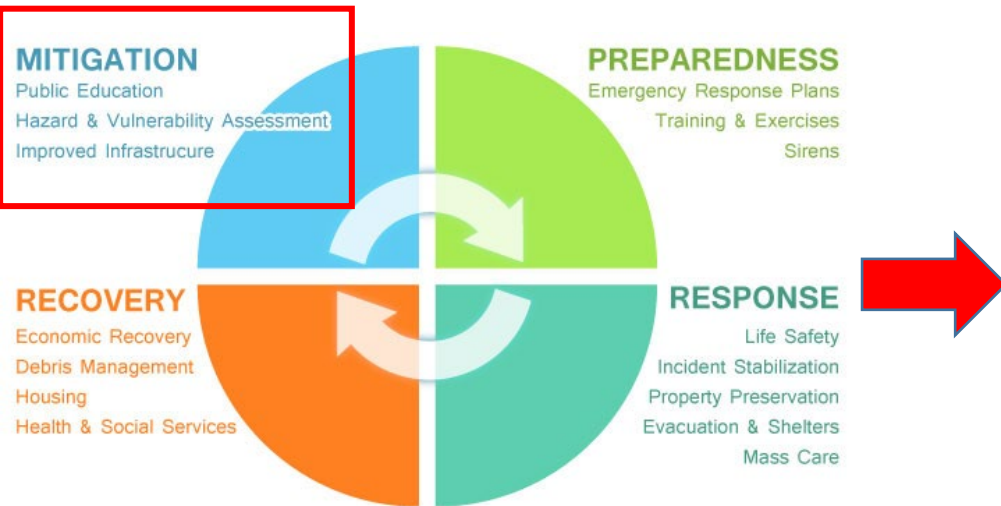 MITIGATION
Public Education
Hazard & Vulnerability Assessment
Improved Infrastrucure
PREPAREDNESS
Emergency Response Plans
Training & Exercises
Sirens
RECOVERY
Economic Recovery
Debris Management
Housing
Health & Social Services
RESPONSE
Life Safety
Incident Stabilization
Property Preservation
Evacuation & Shelters
Mass Care